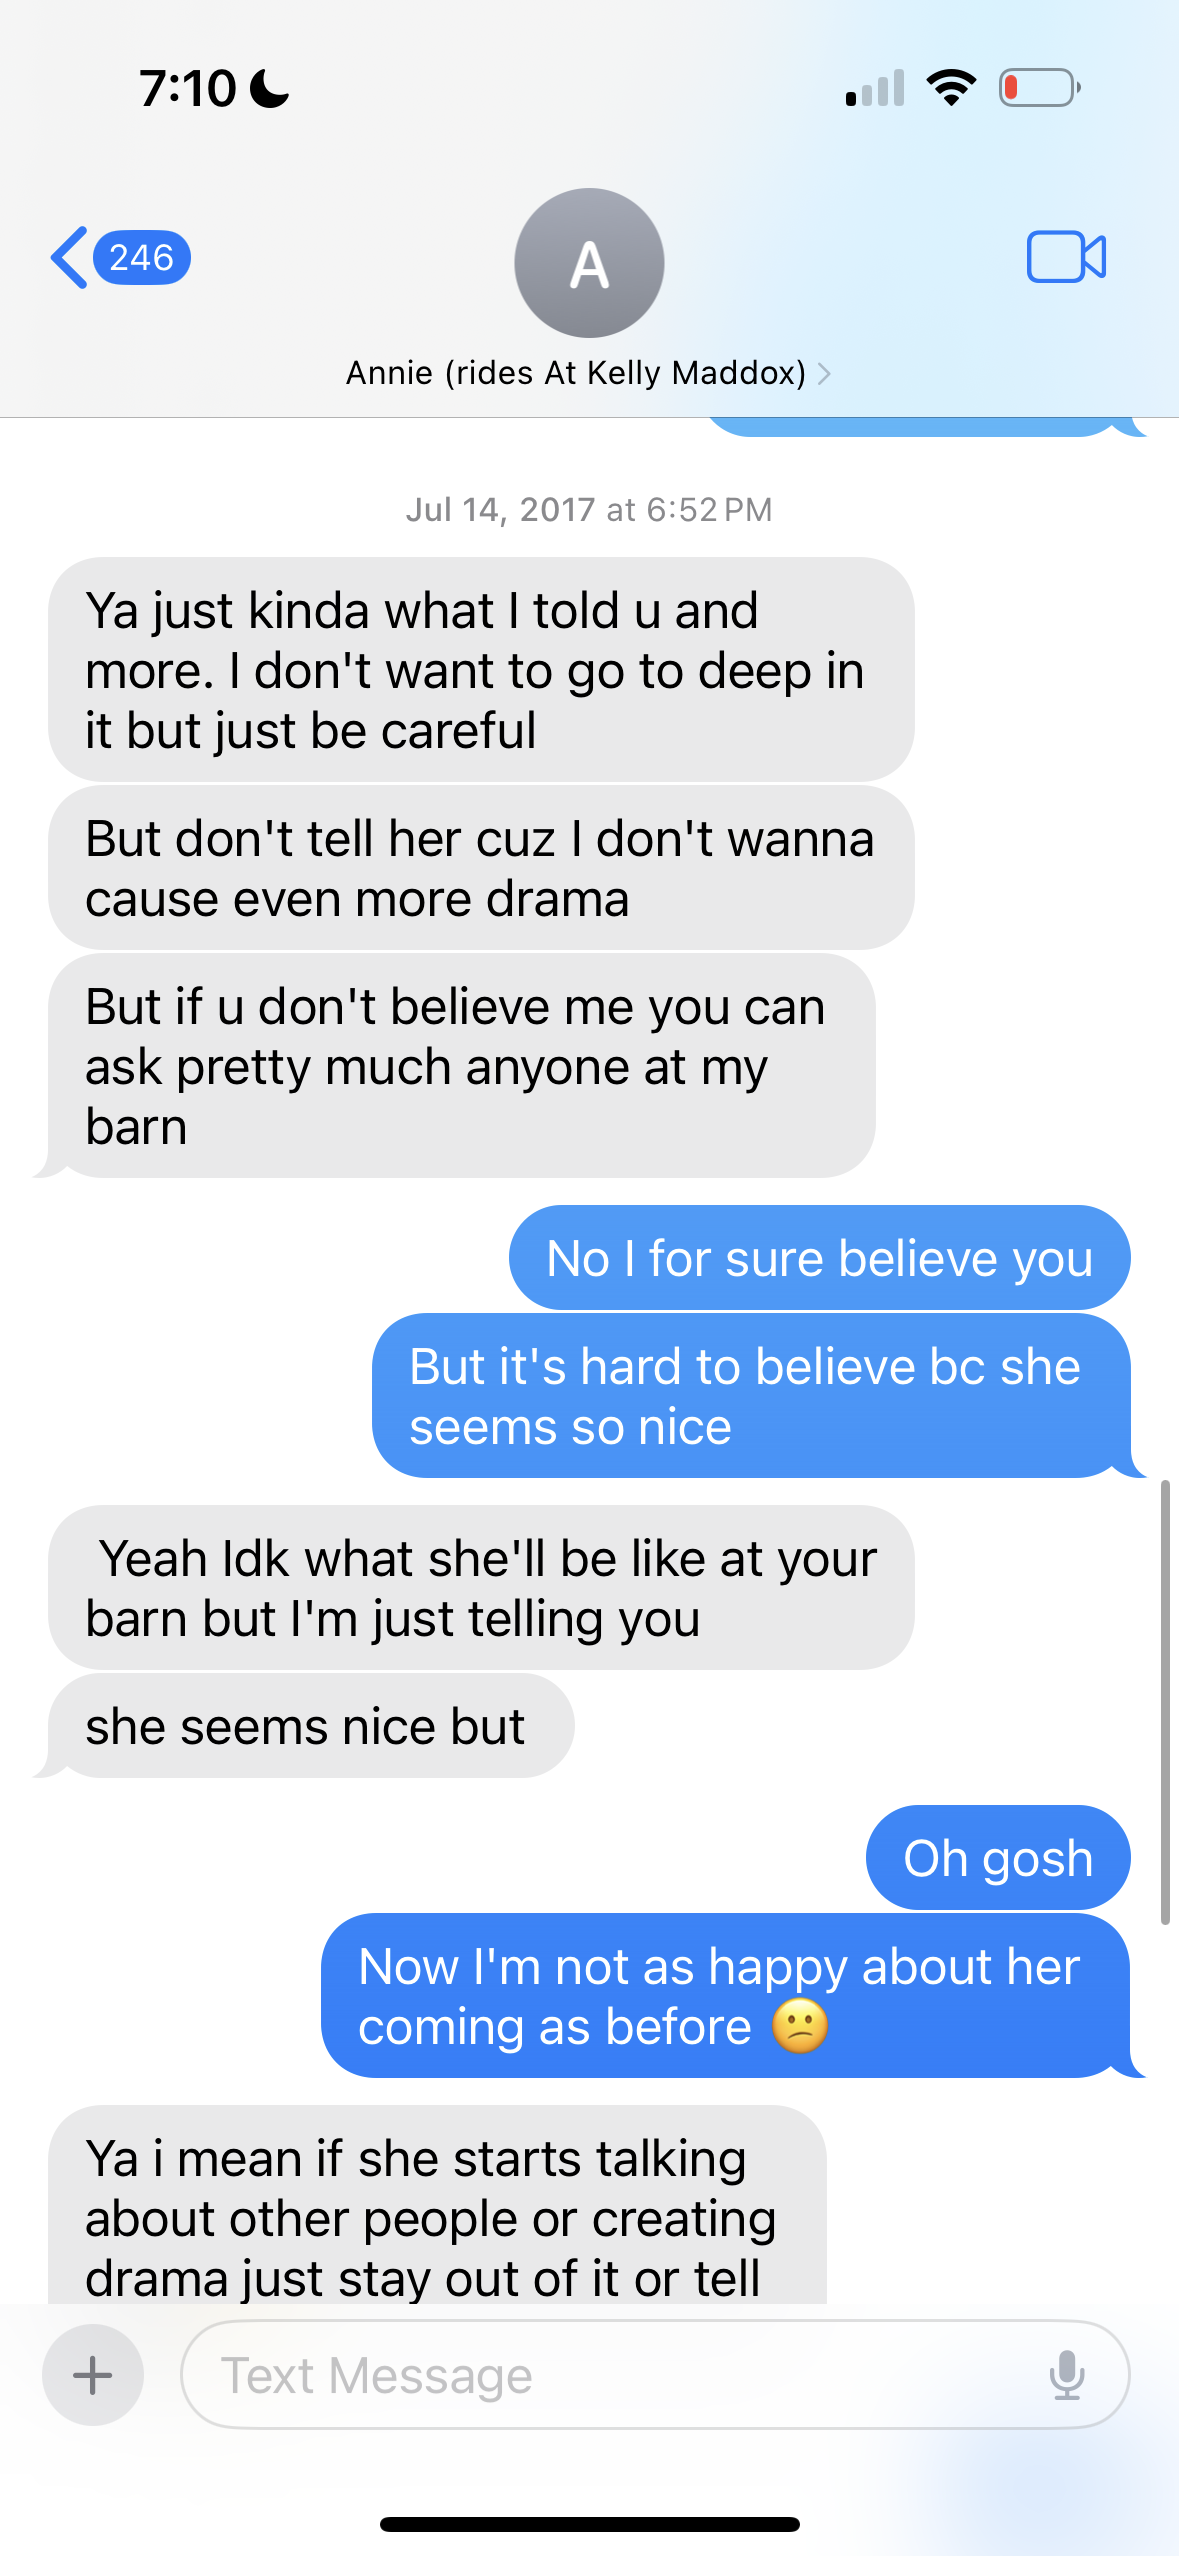 7:10
246
A
Annie (rides At Kelly Maddox)
Jul 14, 2017 at 6:52 PM
Ya just kinda what I told u and
more. I don't want to go to deep in
it but just be careful
But don't tell her cuz I don't wanna
cause even more drama
But if u don't believe me you can
ask pretty much anyone at my
barn
No I for sure believe you
But it's hard to believe bc she
seems so nice
Yeah Idk what she'll be like at your
barn but I'm just telling you
she seems nice but
Oh gosh
Now I'm not as happy about her
coming as before 😕
Ya i mean if she starts talking
about other people or creating
drama just stay out of it or tell
Text Message